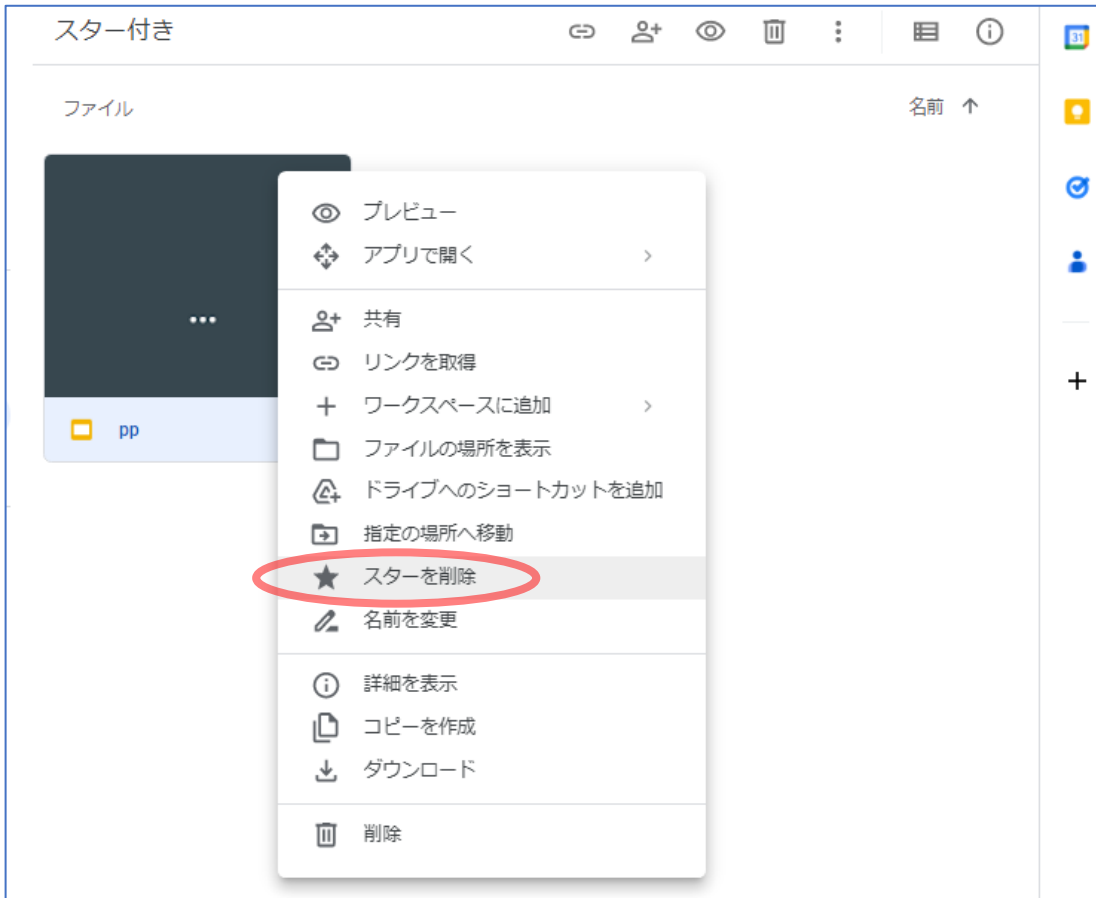 スター付き
31
ファイル
名前
プレビュー
アプリで開く
共有
リンクを取得
ワークスペースに追加
ファイルの場所を表示
ドライブへのショートカットを追加
指定の場所へ移動
スターを削除
名前を変更
pp
詳細を表示
コピーを作成
ダウンロード
削除